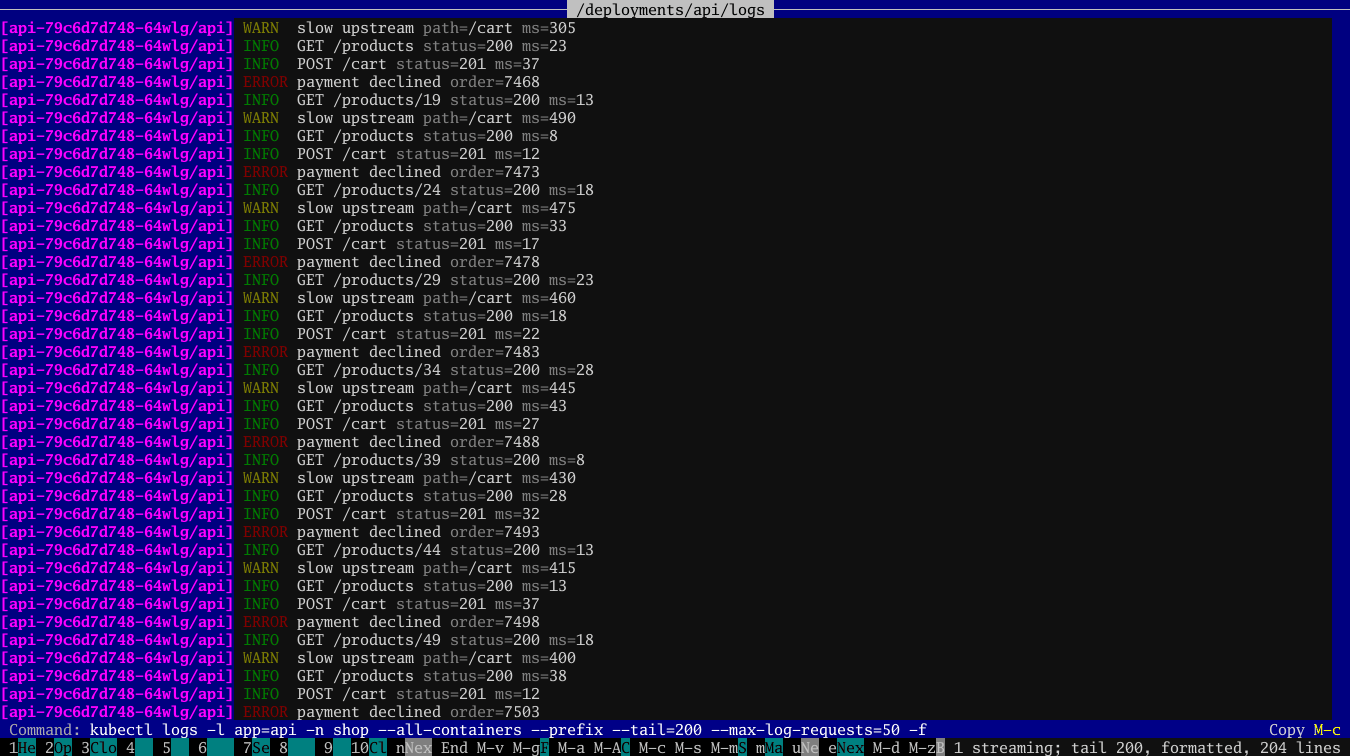 /deployments/api/logs
[api-79c6d7d748-64wlg/api] WARN slow upstream path=/cart ms=305
[api-79c6d7d748-64wlg/api] INFO GET /products status=200 ms=23
[api-79c6d7d748-64wlg/api] INFO POST /cart status=201 ms=37
[api-79c6d7d748-64wlg/api] ERROR payment declined order=7468
[api-79c6d7d748-64wlg/api] INFO GET /products/19 status=200 ms=13
[api-79c6d7d748-64wlg/api] WARN slow upstream path=/cart ms=490
[api-79c6d7d748-64wlg/api] INFO GET /products status=200 ms=8
[api-79c6d7d748-64wlg/api] INFO POST /cart status=201 ms=12
[api-79c6d7d748-64wlg/api] ERROR payment declined order=7473
[api-79c6d7d748-64wlg/api] INFO GET /products/24 status=200 ms=18
[api-79c6d7d748-64wlg/api] WARN slow upstream path=/cart ms=475
[api-79c6d7d748-64wlg/api] INFO GET /products status=200 ms=33
[api-79c6d7d748-64wlg/api] INFO POST /cart status=201 ms=17
[api-79c6d7d748-64wlg/api] ERROR payment declined order=7478
[api-79c6d7d748-64wlg/api] INFO GET /products/29 status=200 ms=23
[api-79c6d7d748-64wlg/api] WARN slow upstream path=/cart ms=460
[api-79c6d7d748-64wlg/api] INFO GET /products status=200 ms=18
[api-79c6d7d748-64wlg/api] INFO POST /cart status=201 ms=22
[api-79c6d7d748-64wlg/api] ERROR payment declined order=7483
[api-79c6d7d748-64wlg/api] INFO GET /products/34 status=200 ms=28
[api-79c6d7d748-64wlg/api] WARN slow upstream path=/cart ms=445
[api-79c6d7d748-64wlg/api] INFO GET /products status=200 ms=43
[api-79c6d7d748-64wlg/api] INFO POST /cart status=201 ms=27
[api-79c6d7d748-64wlg/api] ERROR payment declined order=7488
[api-79c6d7d748-64wlg/api] INFO GET /products/39 status=200 ms=8
[api-79c6d7d748-64wlg/api] WARN slow upstream path=/cart ms=430
[api-79c6d7d748-64wlg/api] INFO GET /products status=200 ms=28
[api-79c6d7d748-64wlg/api] INFO POST /cart status=201 ms=32
[api-79c6d7d748-64wlg/api] ERROR payment declined order=7493
[api-79c6d7d748-64wlg/api] INFO GET /products/44 status=200 ms=13
[api-79c6d7d748-64wlg/api] WARN slow upstream path=/cart ms=415
[api-79c6d7d748-64wlg/api] INFO GET /products status=200 ms=13
[api-79c6d7d748-64wlg/api] INFO POST /cart status=201 ms=37
[api-79c6d7d748-64wlg/api] ERROR payment declined order=7498
[api-79c6d7d748-64wlg/api] INFO GET /products/49 status=200 ms=18
[api-79c6d7d748-64wlg/api] WARN slow upstream path=/cart ms=400
[api-79c6d7d748-64wlg/api] INFO GET /products status=200 ms=38
[api-79c6d7d748-64wlg/api] INFO POST /cart status=201 ms=12
[api-79c6d7d748-64wlg/api] ERROR payment declined order=7503
Command: kubectl logs -l app=api -n shop --all-containers --prefix --tail=200 --max-log-requests=50 -f Copy M-c
1He 2Op 3Clo 4 5 6 7Se 8 9 10Cl nNex End M-v M-gF M-a M-AC M-c M-s M-mS mMa uNe eNex M-d M-zB 1 streaming; tail 200, formatted, 204 lines